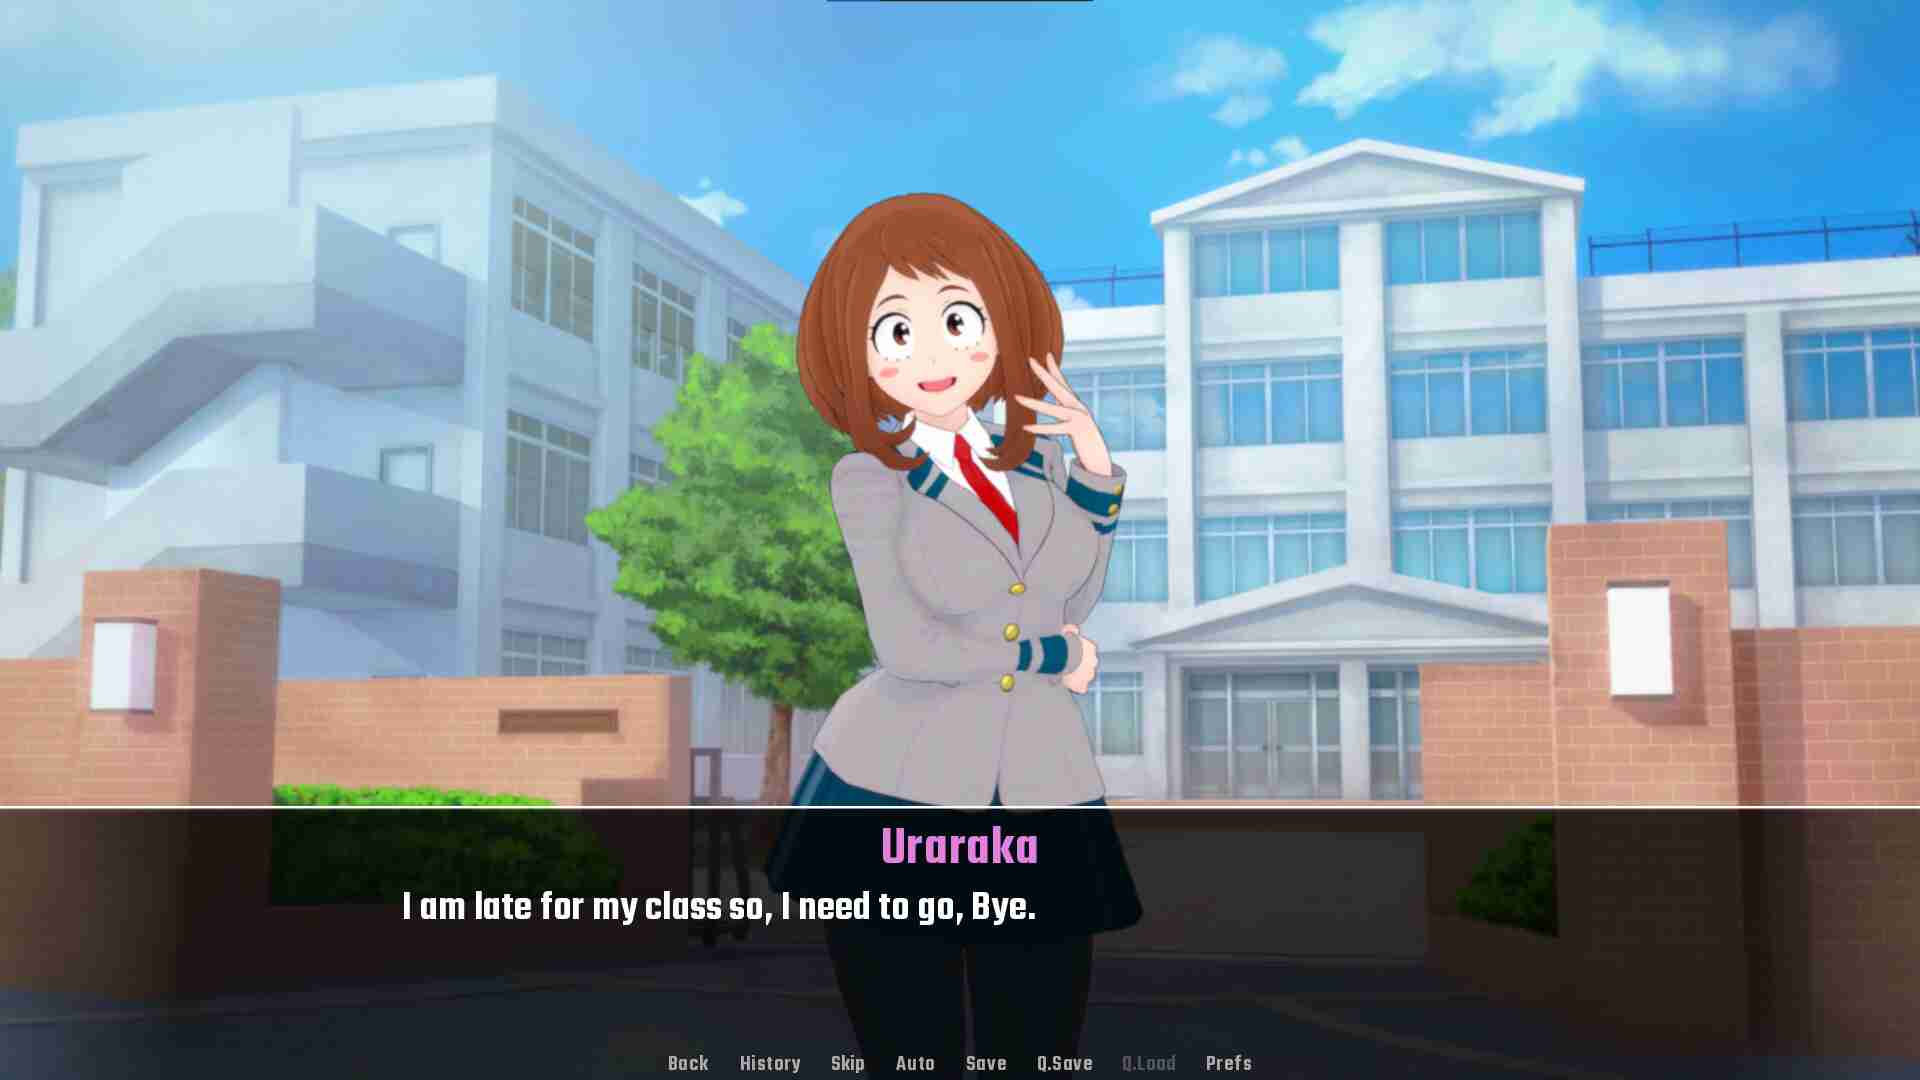 Uraraka
I am late for my class so, I need to go, Bye.
Back History Skip Auto Save Q.Save Q.Load Prefs